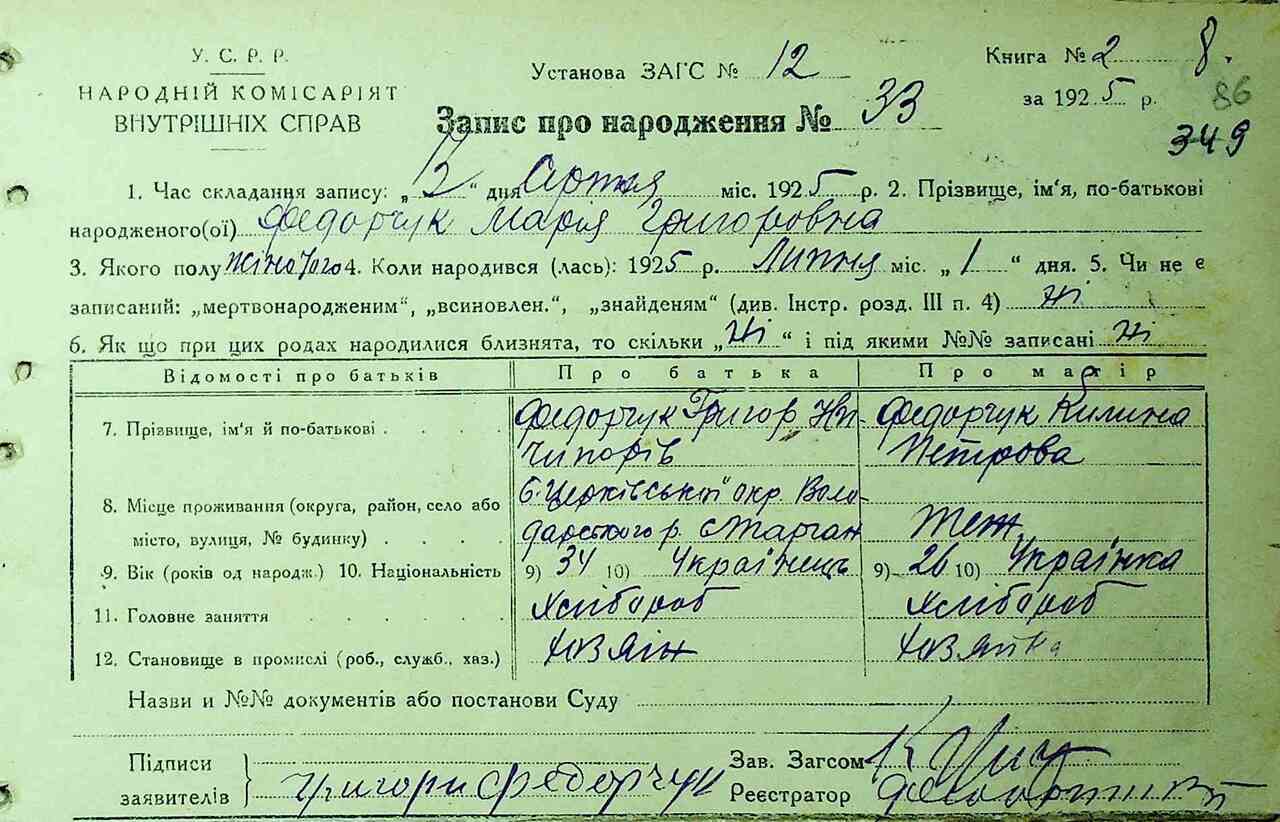 У. С. Р. Р.
НАРОДНІЙ КОМІСАРІЯТ
ВНУТРІШНІХ СПРАВ
Установа ЗАГС № 12
Книга № 2 8.
за 1925 р. 86
349
Запис про народження № 33
1. Час складання запису: „ “ дня Серпня міс. 1925 р. 2. Прізвище, ім'я, по-батькові
народженого(ої) Федорчук Марія Григоровна
3. Якого полу жіночого 4. Коли народився (лась): 1925 р. Липня міс. „1“ дня. 5. Чи не є
записаний: „мертвонародженим“, „всиновлен.“, „знайденям“ (див. Інстр. розд. III п. 4) Ні
6. Як що при цих родах народилися близнята, то скільки „Ні“ і під якими №№ записані Ні
Відомості про батьків Про батька Про матір
7. Прізвище, ім'я й по-батькові Федорчук Григор Ни- Федорчук Килина
чипорів Петрова
8. Місце проживання (округа, район, село або Б-Церківської окр. Воло-
місто, вулиця, № будинку) дарського р. Теж
9. Вік (років од народж.) 10. Національність 9) 34 10) Українець 9) 26 10) Українка
11. Головне заняття Хлібороб Хлібороб
12. Становище в промислі (роб., служб., хаз.) Хозяін Хозяйка
Назви и №№ документів або постанови Суду
Підписи Зав. Загсом
заявителів Григори Федорчук Реєстратор